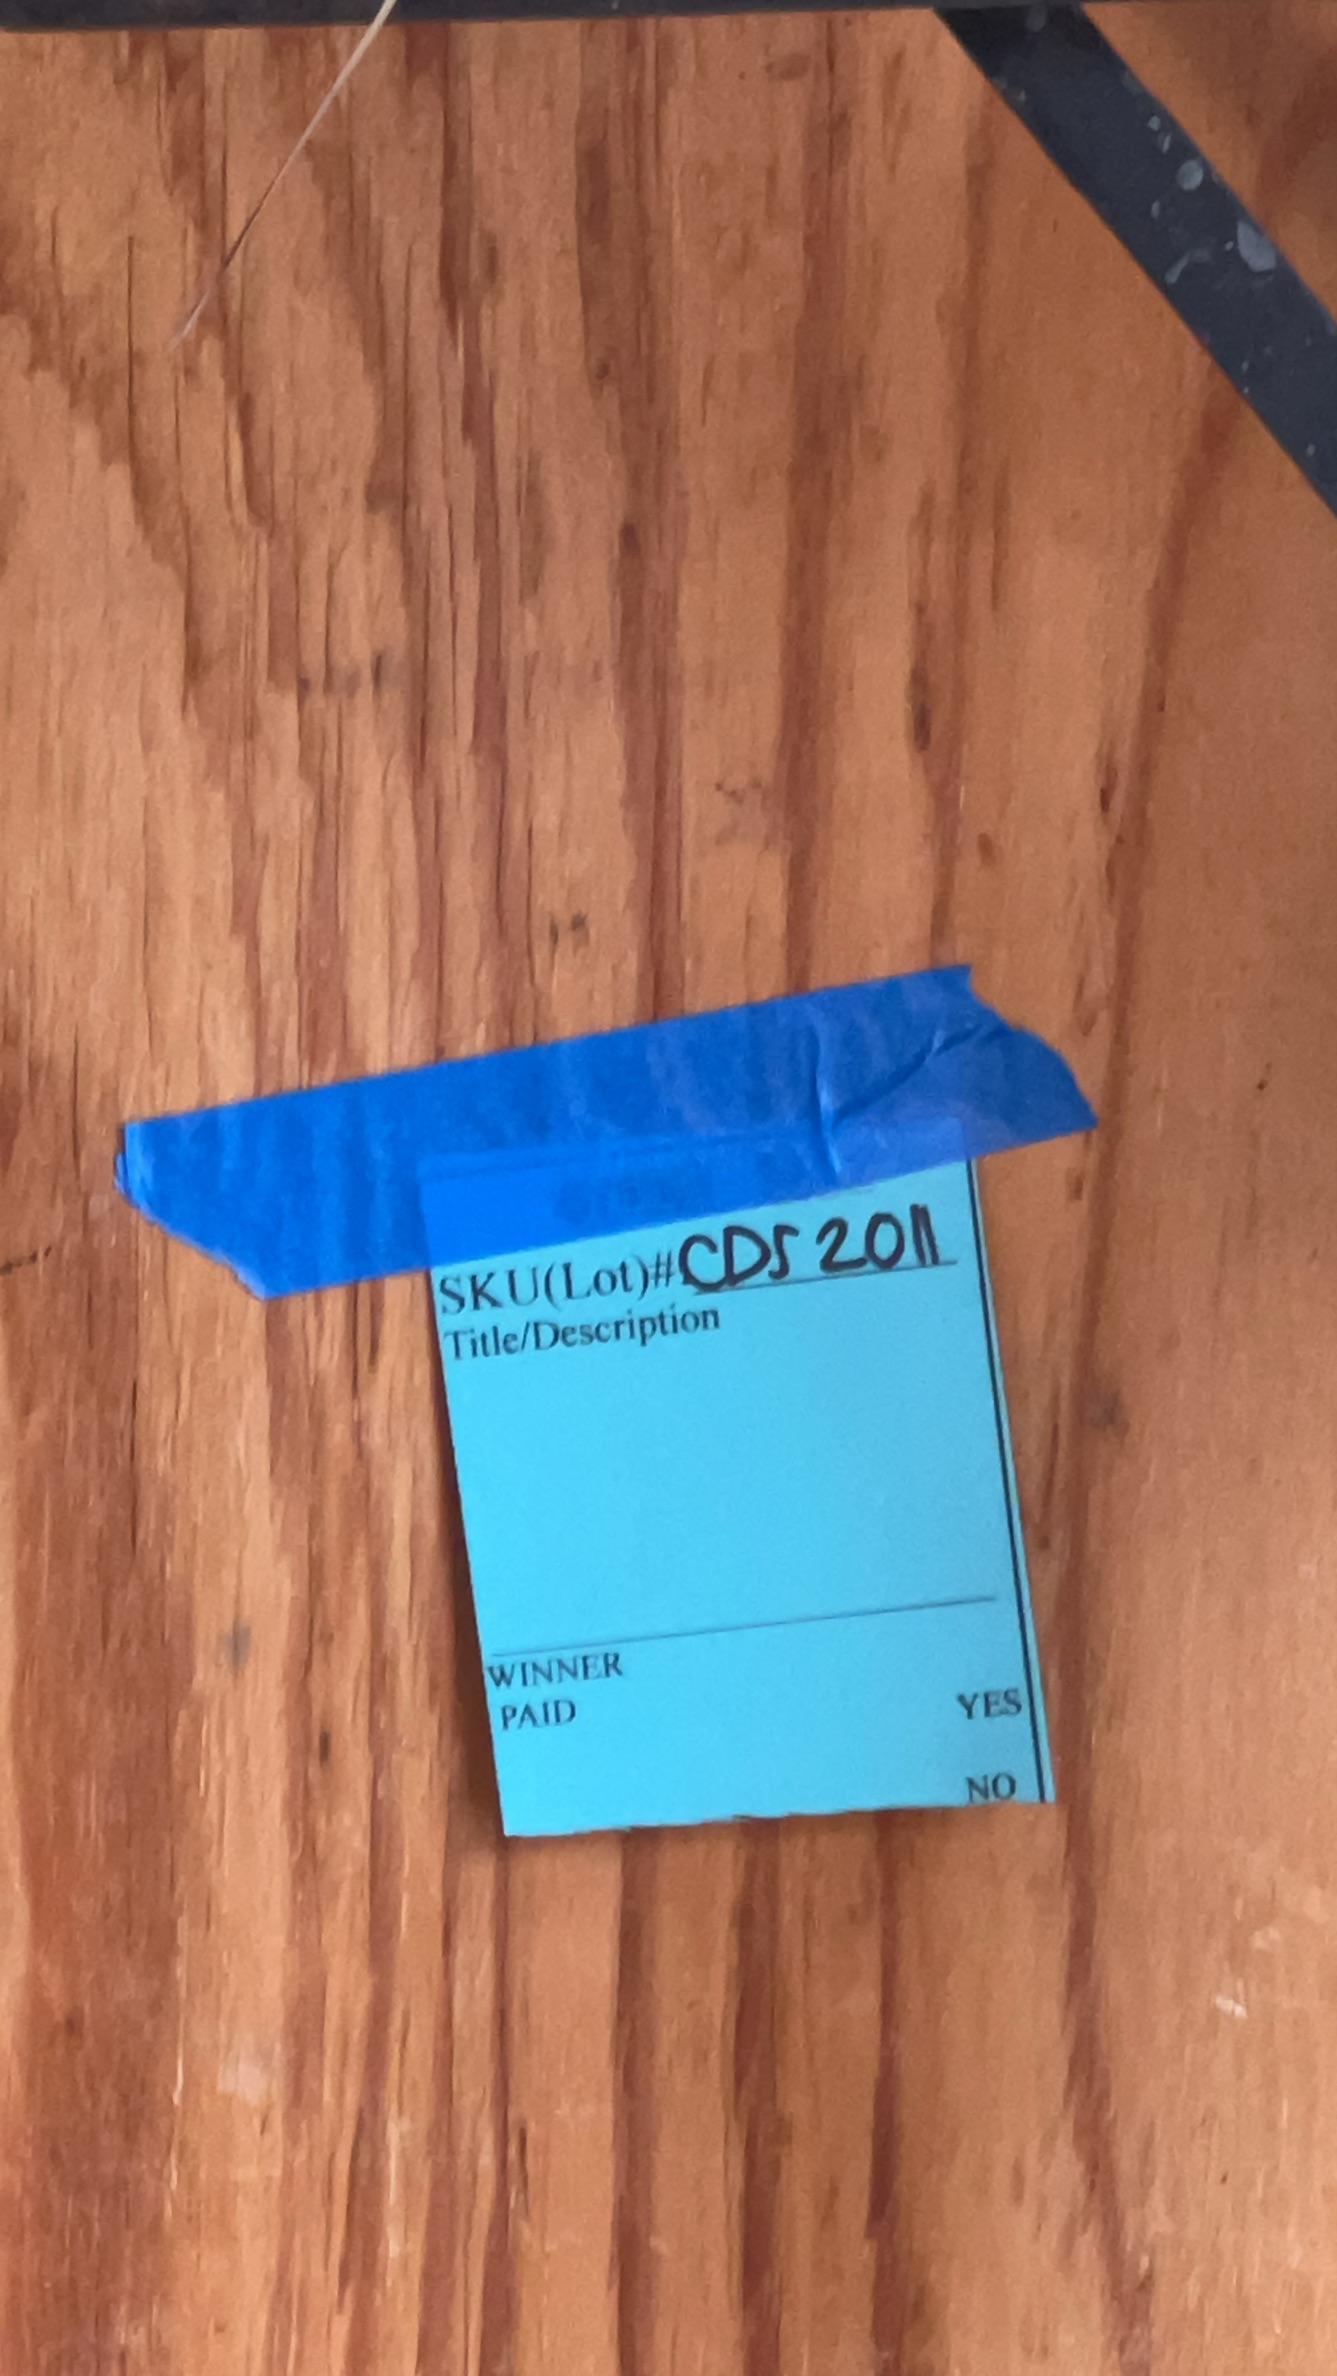 SKU(Lot)#CDS 2011
Title/Description
WINNER
PAID YES
NO